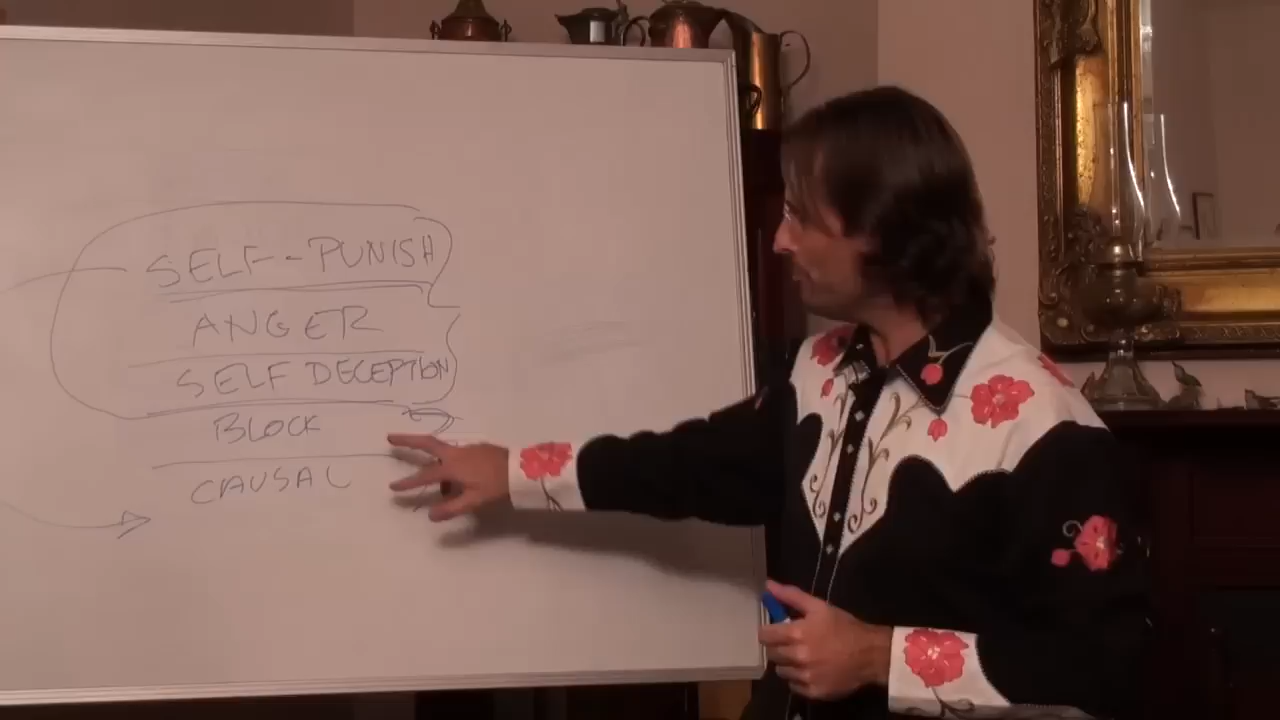 SELF-PUNISH
ANGER
SELF DECEPTION
BLOCK
CAUSAL